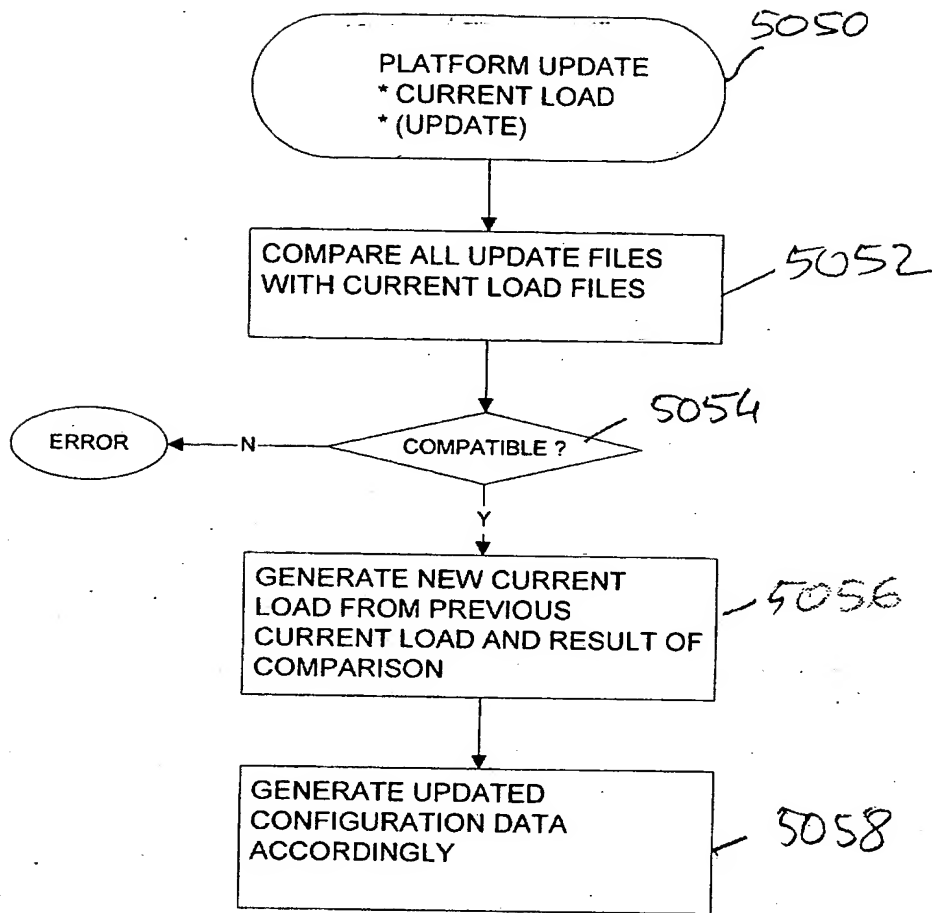 5050
PLATFORM UPDATE
* CURRENT LOAD
* (UPDATE)
COMPARE ALL UPDATE FILES
WITH CURRENT LOAD FILES
5052
5054
ERROR
N
COMPATIBLE ?
Y
GENERATE NEW CURRENT
LOAD FROM PREVIOUS
CURRENT LOAD AND RESULT OF
COMPARISON
5056
GENERATE UPDATED
CONFIGURATION DATA
ACCORDINGLY
5058